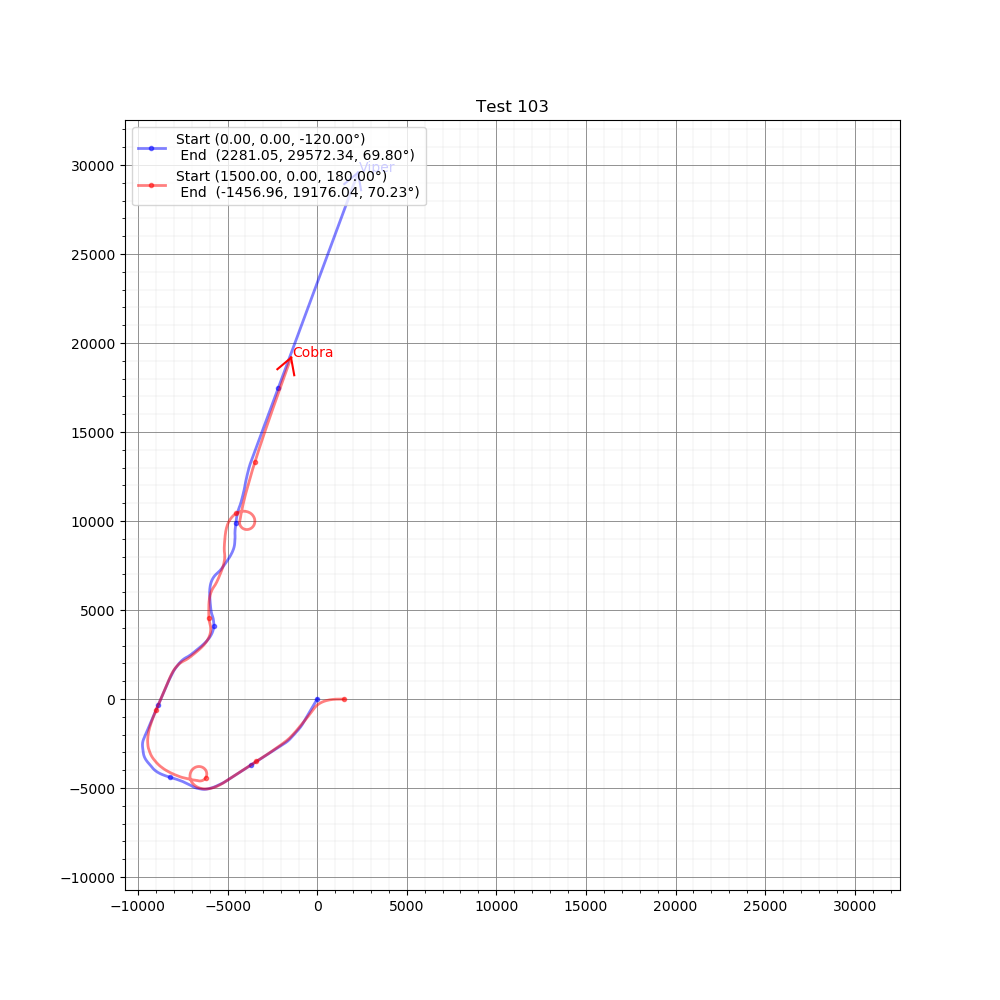 Test 103
Start (0.00, 0.00, -120.00°)
End (2281.05, 29572.34, 69.80°)
Start (1500.00, 0.00, 180.00°)
End (-1456.96, 19176.04, 70.23°)
Viper
Cobra
30000
25000
20000
15000
10000
5000
0
−5000
−10000
−10000 −5000 0 5000 10000 15000 20000 25000 30000